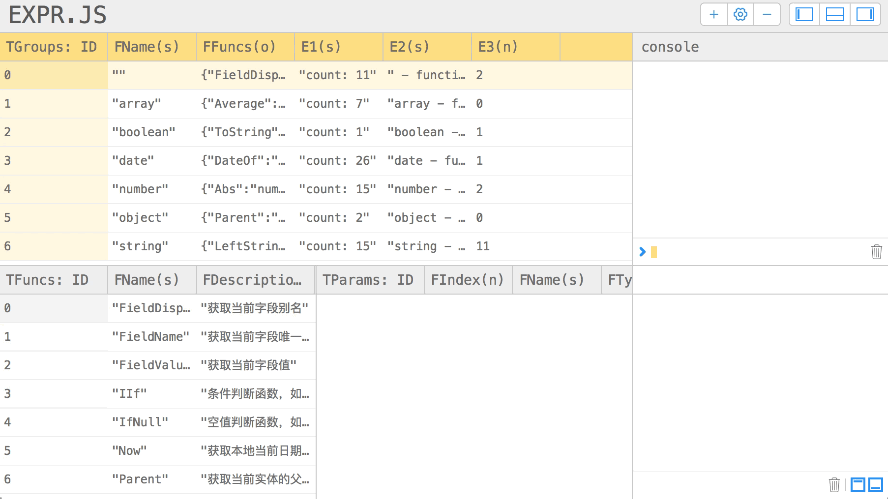 EXPR.JS
TGroups: ID FName(s) FFuncs(o) E1(s) E2(s) E3(n) console
0 "" {"FieldDisp… "count: 11" " - functi… 2
1 "array" {"Average":… "count: 7" "array - f… 0
2 "boolean" {"ToString"… "count: 1" "boolean -… 1
3 "date" {"DateOf":"… "count: 26" "date - fu… 1
4 "number" {"Abs":"num… "count: 15" "number - … 2
5 "object" {"Parent":"… "count: 2" "object - … 0
6 "string" {"LeftStrin… "count: 15" "string - … 11
TFuncs: ID FName(s) FDescriptio… TParams: ID FIndex(n) FName(s) FTy
0 "FieldDisp… "获取当前字段别名"
1 "FieldName" "获取当前字段唯一…
2 "FieldValu… "获取当前字段值"
3 "IIf" "条件判断函数，如…
4 "IfNull" "空值判断函数，如…
5 "Now" "获取本地当前日期…
6 "Parent" "获取当前实体的父…